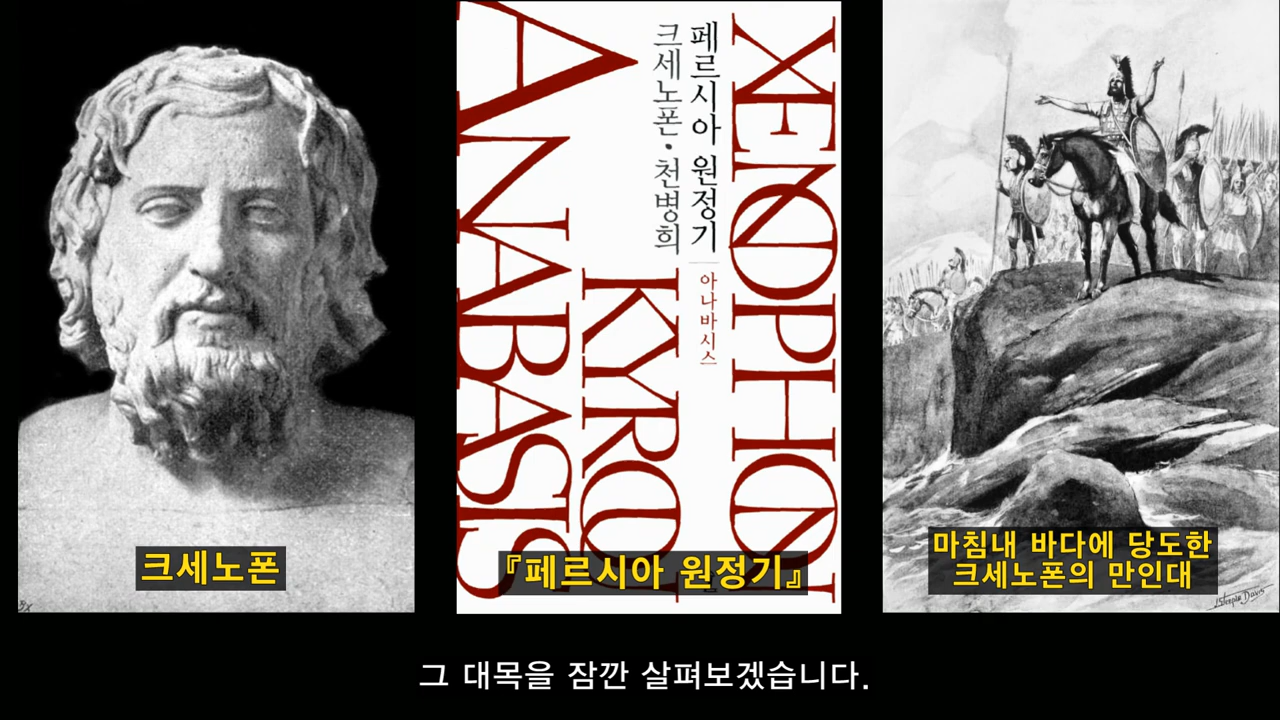 크세노폰
ANABASIS
KYROU
크세노폰·천병희
페르시아 원정기
아나바시스
XENOPHON
『페르시아 원정기』
마침내 바다에 당도한
크세노폰의 만인대
그 대목을 잠깐 살펴보겠습니다.